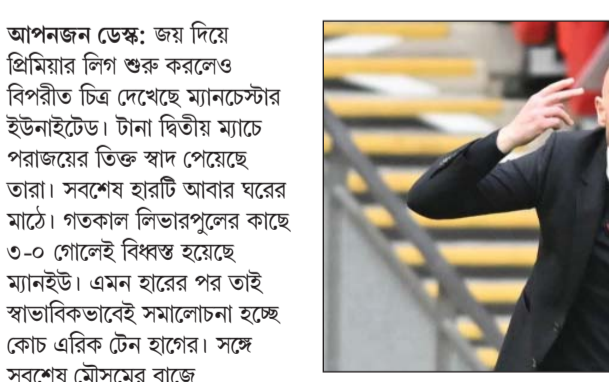 আপনজন ডেস্ক: জয় দিয়ে
প্রিমিয়ার লিগ শুরু করলেও
বিপরীত চিত্র দেখেছে ম্যানচেস্টার
ইউনাইটেড। টানা দ্বিতীয় ম্যাচে
পরাজয়ের তিক্ত স্বাদ পেয়েছে
তারা। সবশেষ হারটি আবার ঘরের
মাঠে। গতকাল লিভারপুলের কাছে
৩-০ গোলেই বিধ্বস্ত হয়েছে
ম্যানইউ। এমন হারের পর তাই
স্বাভাবিকভাবেই সমালোচনা হচ্ছে
কোচ এরিক টেন হাগের। সঙ্গে
সবশেষ মৌসুমের বাজে